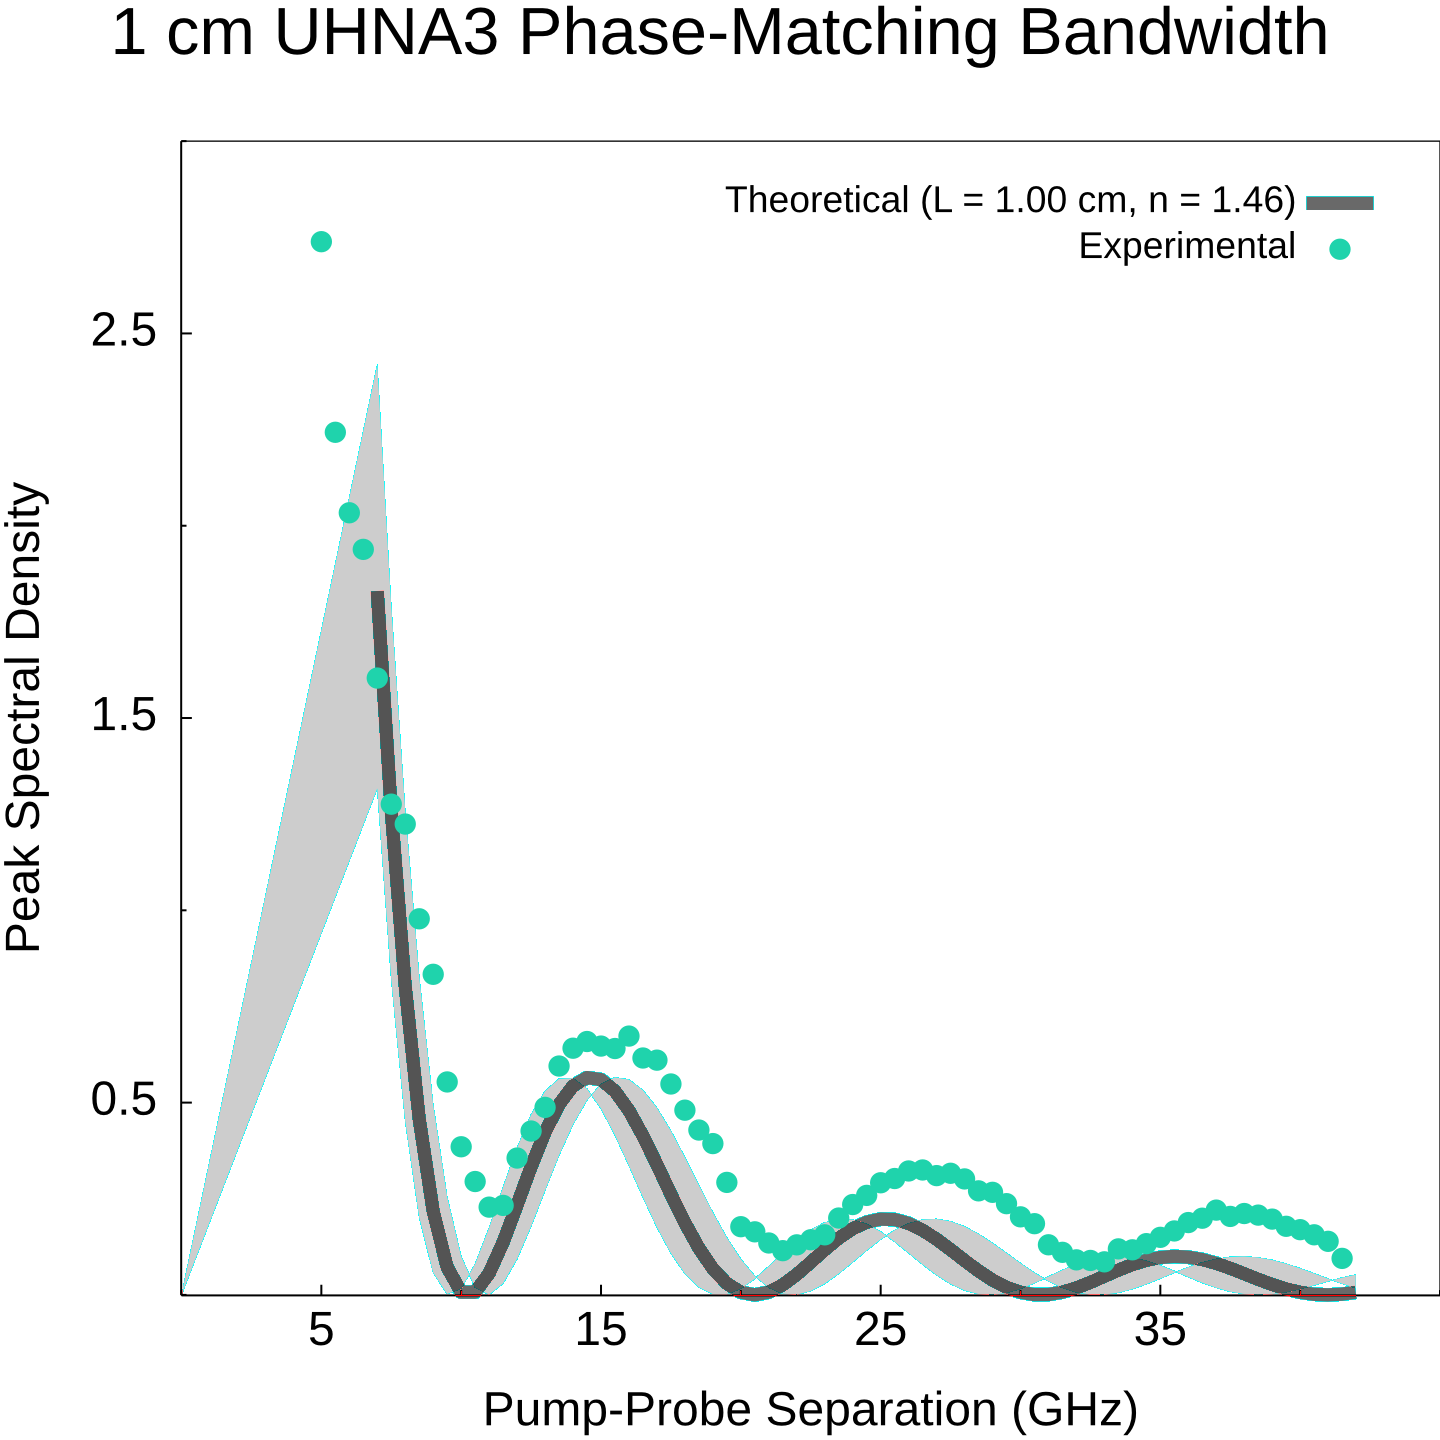 1 cm UHNA3 Phase-Matching Bandwidth
Theoretical (L = 1.00 cm, n = 1.46)
Experimental
2.5
1.5
0.5
Peak Spectral Density
5 15 25 35
Pump-Probe Separation (GHz)